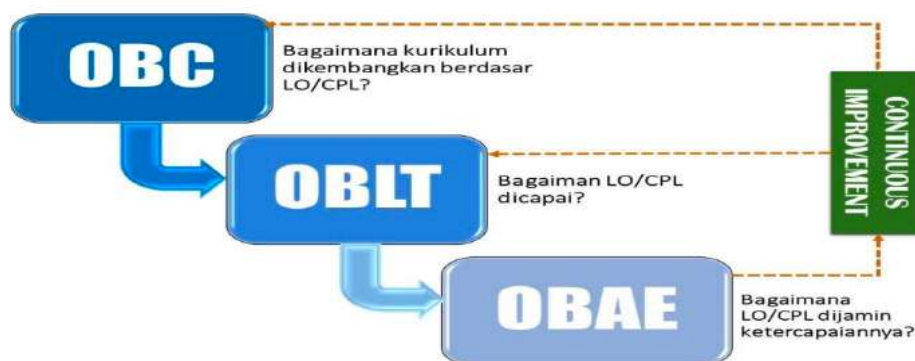 OBC
Bagaimana kurikulum
dikembangkan berdasar
LO/CPL?
OBLT
Bagaiman LO/CPL
dicapai?
OBAE
Bagaimana
LO/CPL dijamin
ketercapaiannya?
CONTINUOUS
IMPROVEMENT